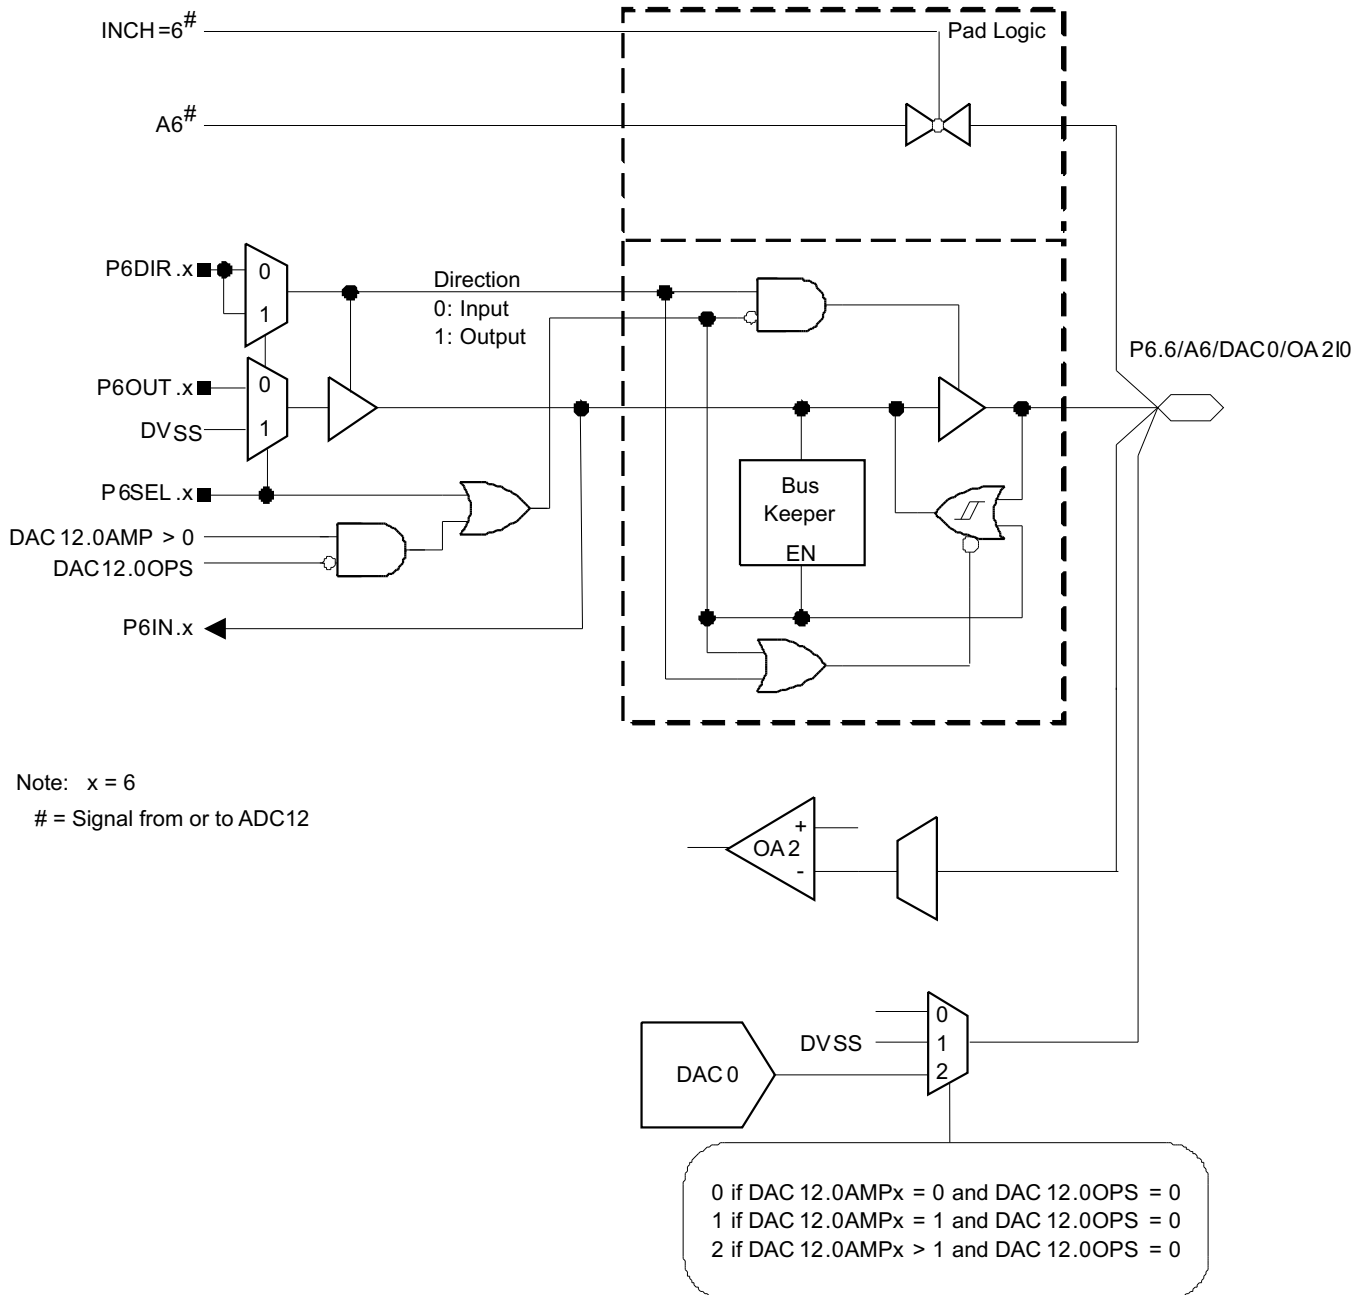 INCH=6#
Pad Logic
A6#
P6DIR.x
0
1
Direction
0: Input
1: Output
P6OUT.x
0
DVSS
1
P6.6/A6/DAC0/OA2I0
P6SEL.x
Bus
Keeper
EN
DAC12.0AMP > 0
DAC12.0OPS
P6IN.x
Note: x = 6
# = Signal from or to ADC12
+
OA2
-
0
DVSS
1
DAC0
2
0 if DAC12.0AMPx = 0 and DAC12.0OPS = 0
1 if DAC12.0AMPx = 1 and DAC12.0OPS = 0
2 if DAC12.0AMPx > 1 and DAC12.0OPS = 0